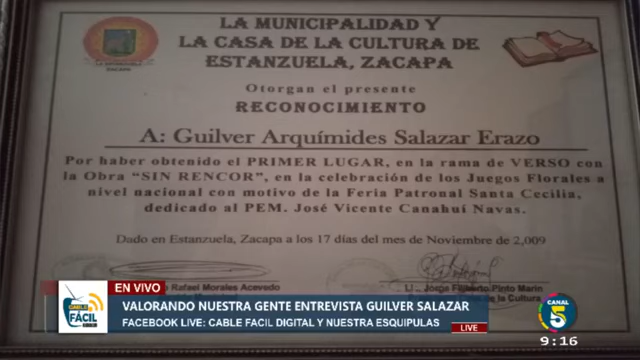 LA MUNICIPALIDAD Y
LA CASA DE LA CULTURA DE
ESTANZUELA, ZACAPA
ZACAPA
Otorgan el presente
RECONOCIMIENTO
A: Guilver Arquímides Salazar Erazo
Por haber obtenido el PRIMER LUGAR, en la rama de VERSO con
la Obra “SIN RENCOR”, en la celebración de los Juegos Florales a
nivel nacional con motivo de la Feria Patronal Santa Cecilia,
dedicado al PEM. José Vicente Canahuí Navas.
Dado en Estanzuela, Zacapa a los 17 días del mes de Noviembre de 2,009
Rafael Morales Acevedo
Jorge Filiberto Pinto Marin
de la Cultura
EN VIVO
CABLE
FÁCIL
VALORANDO NUESTRA GENTE ENTREVISTA GUILVER SALAZAR
FACEBOOK LIVE: CABLE FACIL DIGITAL Y NUESTRA ESQUIPULAS
LIVE
CANAL
5
9:16